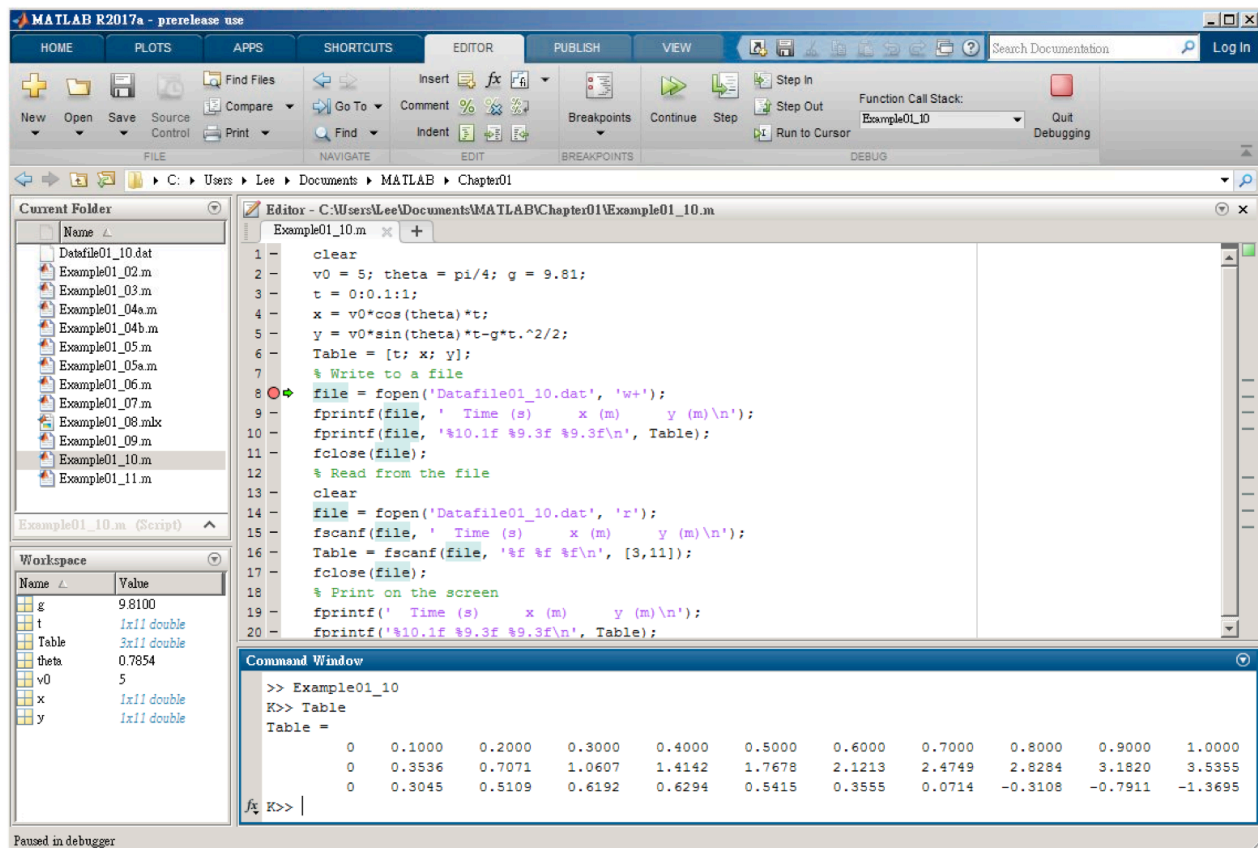 MATLAB R2017a - prerelease use
HOME PLOTS APPS SHORTCUTS EDITOR PUBLISH VIEW Search Documentation Log In
New Open Save Source Control Find Files Compare Print
FILE
Go To Find
NAVIGATE
Insert fx Comment Indent
EDIT
Breakpoints
BREAKPOINTS
Continue Step Step In Step Out Run to Cursor Function Call Stack: Example01_10 Quit Debugging
DEBUG
C: Users Lee Documents MATLAB Chapter01
Current Folder
Name
Datafile01_10.dat
Example01_02.m
Example01_03.m
Example01_04a.m
Example01_04b.m
Example01_05.m
Example01_05a.m
Example01_06.m
Example01_07.m
Example01_08.mlx
Example01_09.m
Example01_10.m
Example01_11.m
Example01_10.m (Script)
Workspace
Name Value
g 9.8100
t 1x11 double
Table 3x11 double
theta 0.7854
v0 5
x 1x11 double
y 1x11 double
Editor - C:\Users\Lee\Documents\MATLAB\Chapter01\Example01_10.m
Example01_10.m
1 - clear
2 - v0 = 5; theta = pi/4; g = 9.81;
3 - t = 0:0.1:1;
4 - x = v0*cos(theta)*t;
5 - y = v0*sin(theta)*t-g*t.^2/2;
6 - Table = [t; x; y];
7 % Write to a file
8 file = fopen('Datafile01_10.dat', 'w+');
9 - fprintf(file, '  Time (s)     x (m)     y (m)\n');
10 - fprintf(file, '%10.1f %9.3f %9.3f\n', Table);
11 - fclose(file);
12 % Read from the file
13 - clear
14 - file = fopen('Datafile01_10.dat', 'r');
15 - fscanf(file, '  Time (s)     x (m)     y (m)\n');
16 - Table = fscanf(file, '%f %f %f\n', [3,11]);
17 - fclose(file);
18 % Print on the screen
19 - fprintf('  Time (s)     x (m)     y (m)\n');
20 - fprintf('%10.1f %9.3f %9.3f\n', Table);
Command Window
>> Example01_10
K>> Table
Table =
0 0.1000 0.2000 0.3000 0.4000 0.5000 0.6000 0.7000 0.8000 0.9000 1.0000
0 0.3536 0.7071 1.0607 1.4142 1.7678 2.1213 2.4749 2.8284 3.1820 3.5355
0 0.3045 0.5109 0.6192 0.6294 0.5415 0.3555 0.0714 -0.3108 -0.7911 -1.3695
fx K>>
Paused in debugger